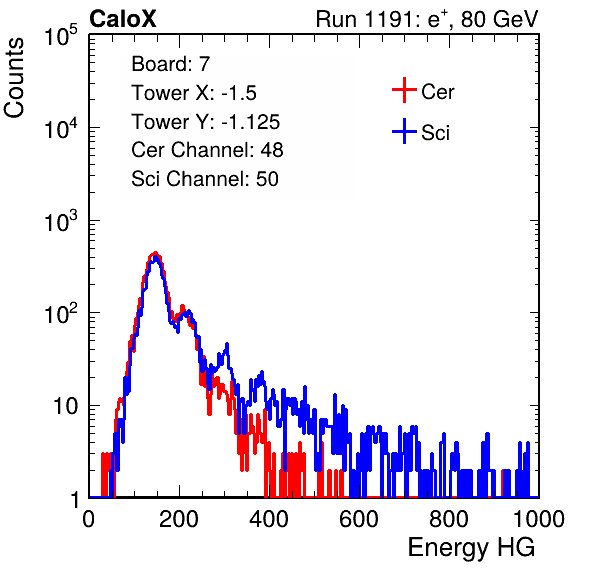 CaloX Run 1191: e⁺, 80 GeV
Counts
10⁵
10⁴
10³
10²
10
1
Board: 7
Tower X: -1.5
Tower Y: -1.125
Cer Channel: 48
Sci Channel: 50
Cer
Sci
0 200 400 600 800 1000
Energy HG